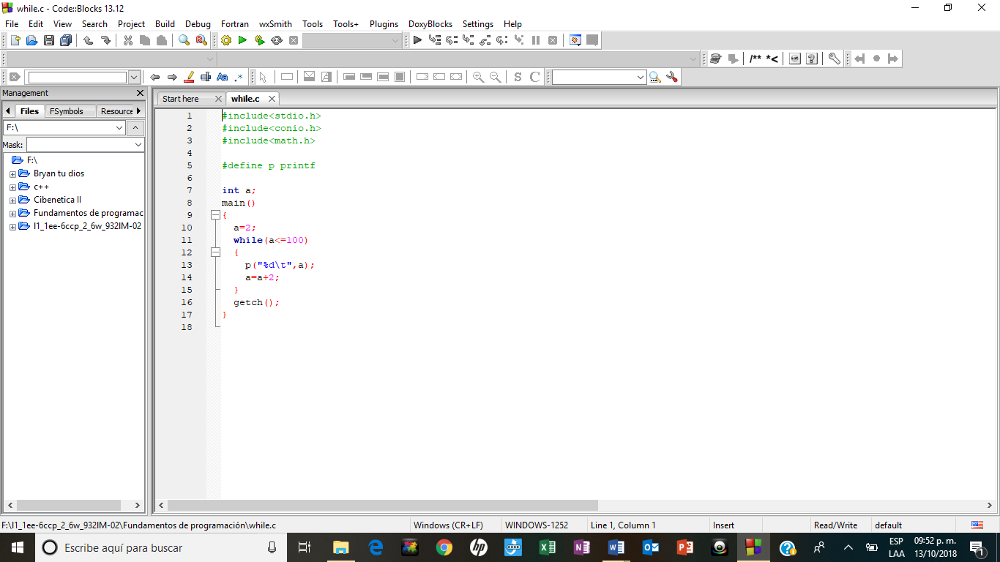 while.c - Code::Blocks 13.12
File Edit View Search Project Build Debug Fortran wxSmith Tools Tools+ Plugins DoxyBlocks Settings Help
/** *<
Aa .*
S C
Management
Files FSymbols Resource
F:\
Mask:
F:\
Bryan tu dios
c++
Cibenetica II
Fundamentos de programac
I1_1ee-6ccp_2_6w_932IM-02
Start here while.c
1 #include<stdio.h>
2 #include<conio.h>
3 #include<math.h>
4
5 #define p printf
6
7 int a;
8 main()
9 {
10 a=2;
11 while(a<=100)
12 {
13 p("%d\t",a);
14 a=a+2;
15 }
16 getch();
17 }
18
F:\I1_1ee-6ccp_2_6w_932IM-02\Fundamentos de programación\while.c Windows (CR+LF) WINDOWS-1252 Line 1, Column 1 Insert Read/Write default
Escribe aquí para buscar
ESP
LAA
09:52 p. m.
13/10/2018
1